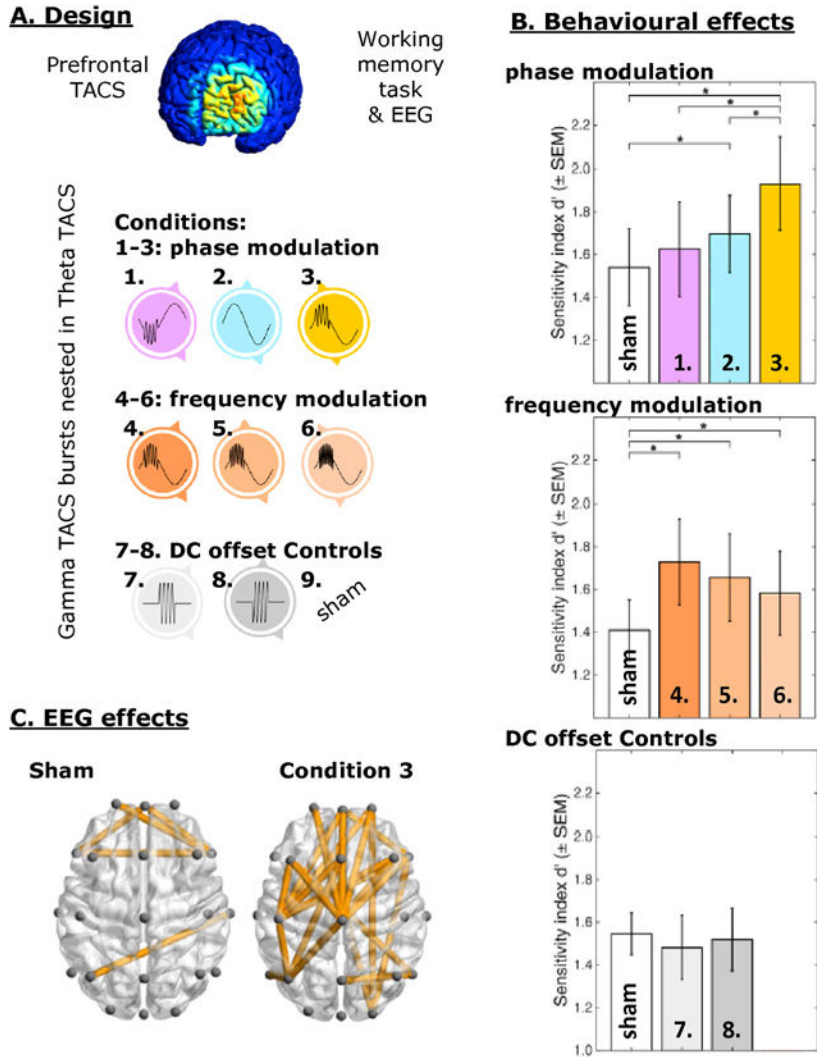 A. Design
Prefrontal
TACS
Working
memory
task
& EEG
Gamma TACS bursts nested in Theta TACS
Conditions:
1-3: phase modulation
1. 2. 3.
4-6: frequency modulation
4. 5. 6.
7-8. DC offset Controls
7. 8. 9.
sham
C. EEG effects
Sham Condition 3
B. Behavioural effects
phase modulation
Sensitivity index d' (± SEM)
2.2
2.0
1.8
1.6
1.4
1.2
* * * *
sham 1. 2. 3.
frequency modulation
Sensitivity index d' (± SEM)
2.2
2.0
1.8
1.6
1.4
1.2
* * *
sham 4. 5. 6.
DC offset Controls
Sensitivity index d' (± SEM)
2.2
2.0
1.8
1.6
1.4
1.2
1.0
sham 7. 8.